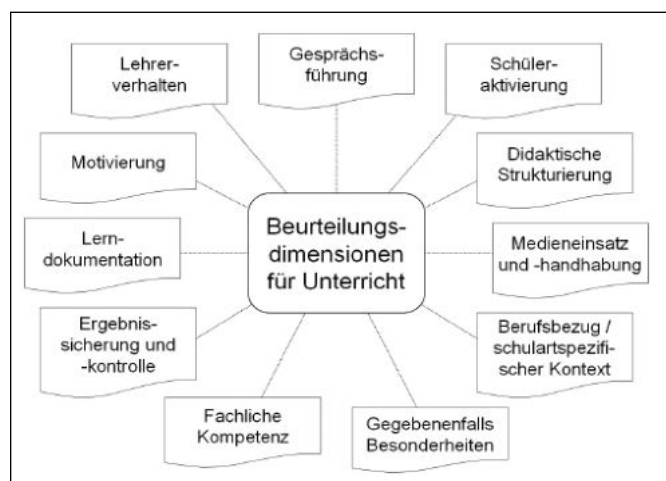 Lehrer-
verhalten
Gesprächs-
führung
Schüler-
aktivierung
Motivierung
Didaktische
Strukturierung
Lern-
dokumentation
Beurteilungs-
dimensionen
für Unterricht
Medieneinsatz
und -handhabung
Ergebnis-
sicherung und
-kontrolle
Berufsbezug /
schulartspezifi-
scher Kontext
Fachliche
Kompetenz
Gegebenenfalls
Besonderheiten